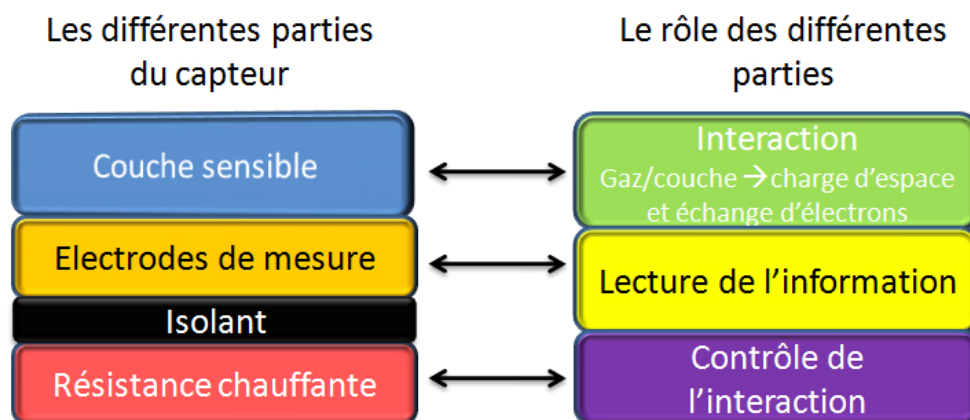 Les différentes parties
du capteur
Le rôle des différentes
parties
Couche sensible
Interaction
Gaz/couche → charge d'espace
et échange d'électrons
Electrodes de mesure
Lecture de l'information
Isolant
Résistance chauffante
Contrôle de
l'interaction